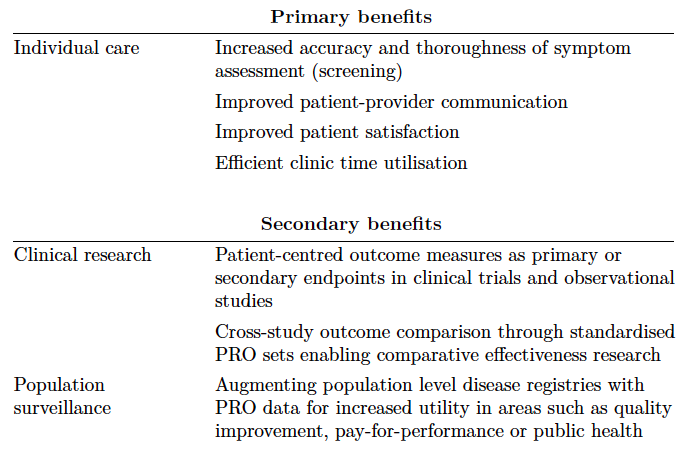 Primary benefits
Individual care
Increased accuracy and thoroughness of symptom
assessment (screening)
Improved patient-provider communication
Improved patient satisfaction
Efficient clinic time utilisation
Secondary benefits
Clinical research
Patient-centred outcome measures as primary or
secondary endpoints in clinical trials and observational
studies
Cross-study outcome comparison through standardised
PRO sets enabling comparative effectiveness research
Population
surveillance
Augmenting population level disease registries with
PRO data for increased utility in areas such as quality
improvement, pay-for-performance or public health